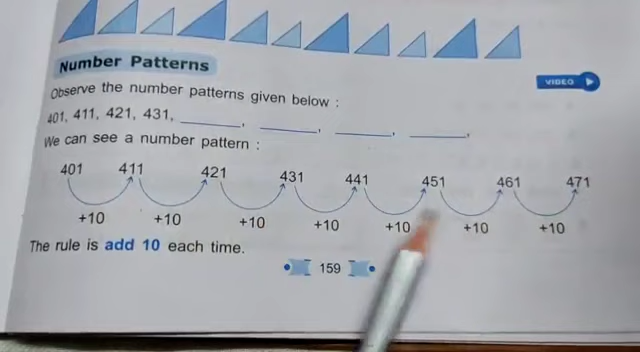 Number Patterns
VIDEO
Observe the number patterns given below :
401, 411, 421, 431, ______, ______, ______, ______,
We can see a number pattern :
401 411 421 431 441 451 461 471
+10 +10 +10 +10 +10 +10 +10
The rule is add 10 each time.
159